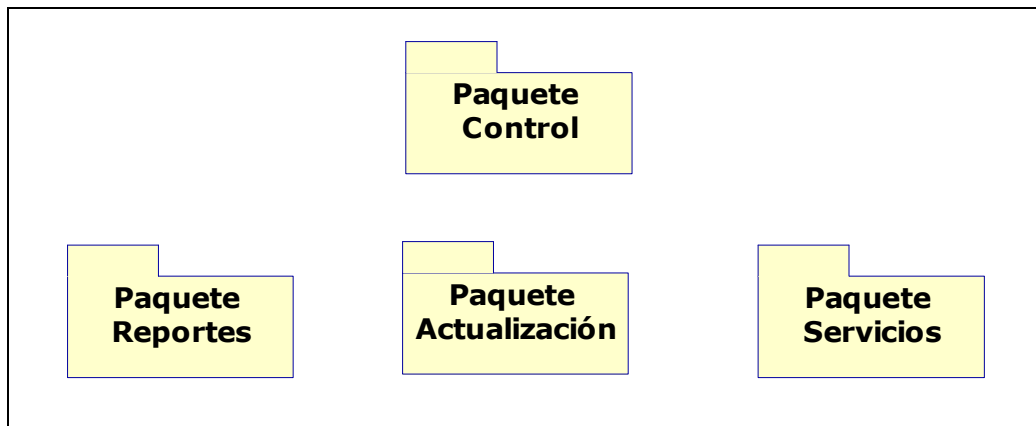 Paquete
Control
Paquete
Reportes
Paquete
Actualización
Paquete
Servicios